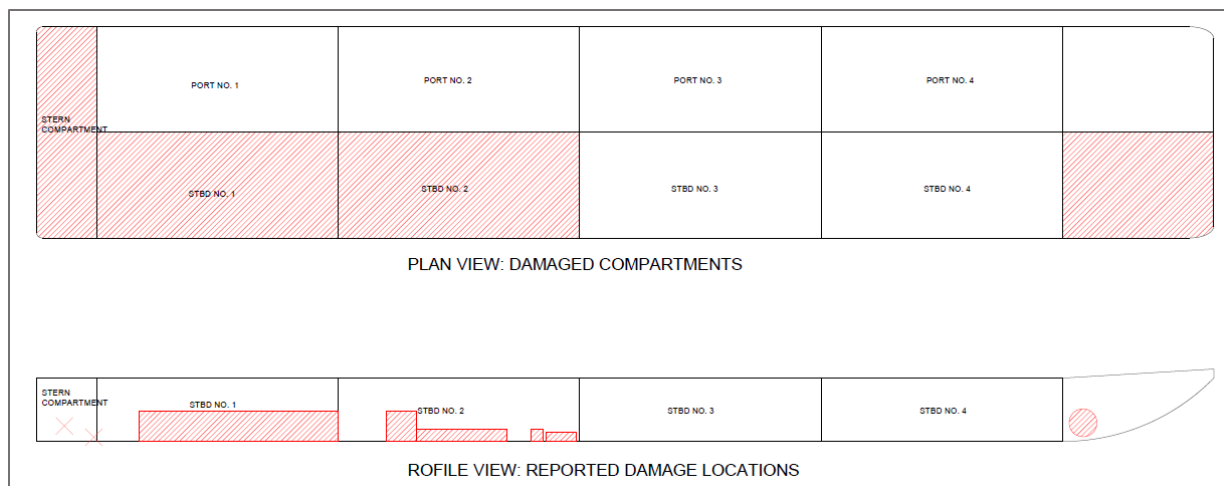 PORT NO. 1
PORT NO. 2
PORT NO. 3
PORT NO. 4
STERN
COMPARTMENT
STBD NO. 1
STBD NO. 2
STBD NO. 3
STBD NO. 4
PLAN VIEW: DAMAGED COMPARTMENTS
STERN
COMPARTMENT
STBD NO. 1
STBD NO. 2
STBD NO. 3
STBD NO. 4
ROFILE VIEW: REPORTED DAMAGE LOCATIONS